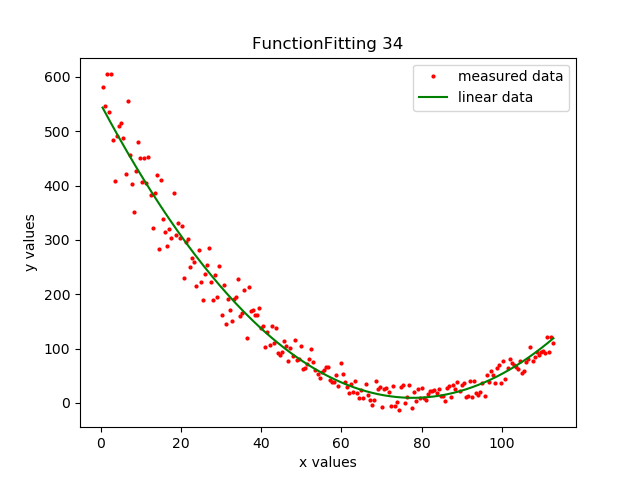 FunctionFitting 34
measured data
linear data
y values
600
500
400
300
200
100
0
0 20 40 60 80 100
x values